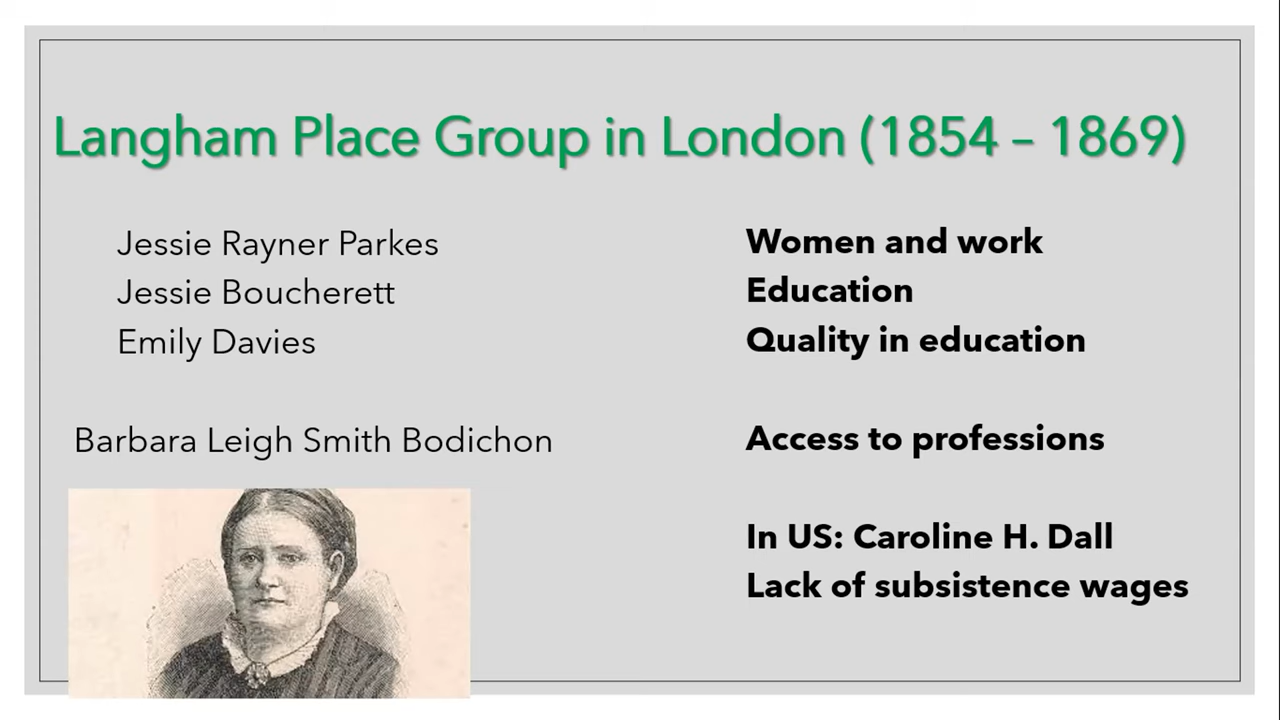 Langham Place Group in London (1854 – 1869)
Jessie Rayner Parkes
Jessie Boucherett
Emily Davies
Barbara Leigh Smith Bodichon
Women and work
Education
Quality in education
Access to professions
In US: Caroline H. Dall
Lack of subsistence wages